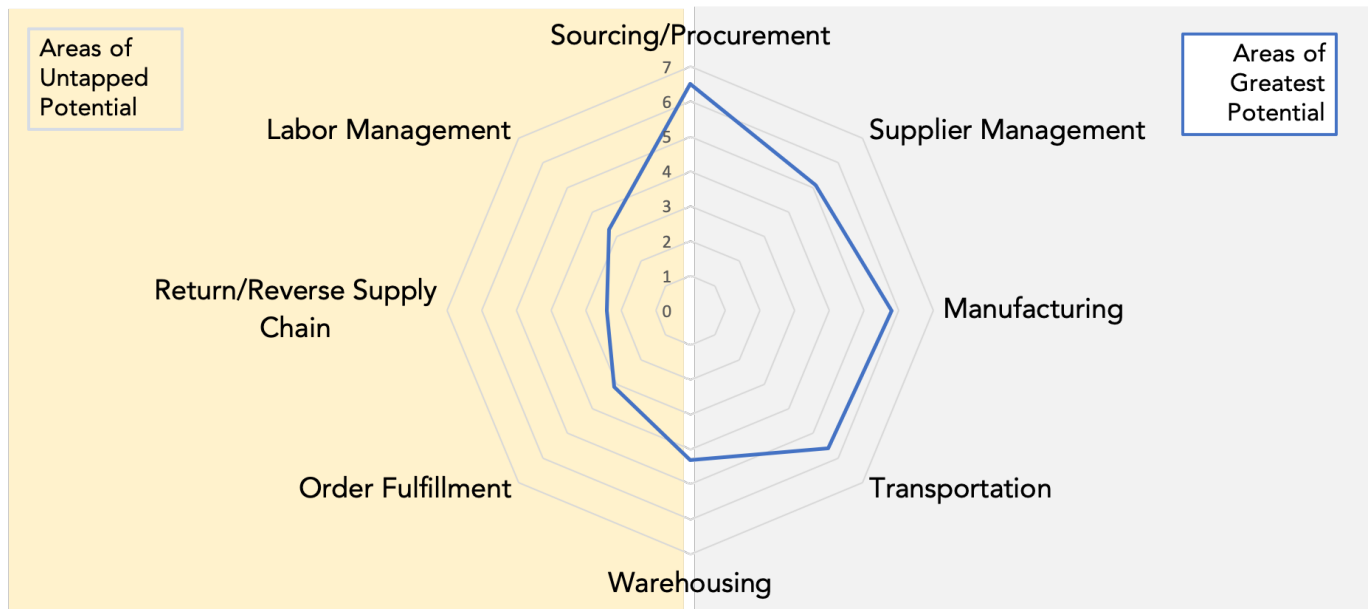 Areas of
Untapped
Potential
Sourcing/Procurement
Areas of
Greatest
Potential
Labor Management
Supplier Management
7
6
5
4
3
2
1
0
Return/Reverse Supply
Chain
Manufacturing
Order Fulfillment
Transportation
Warehousing